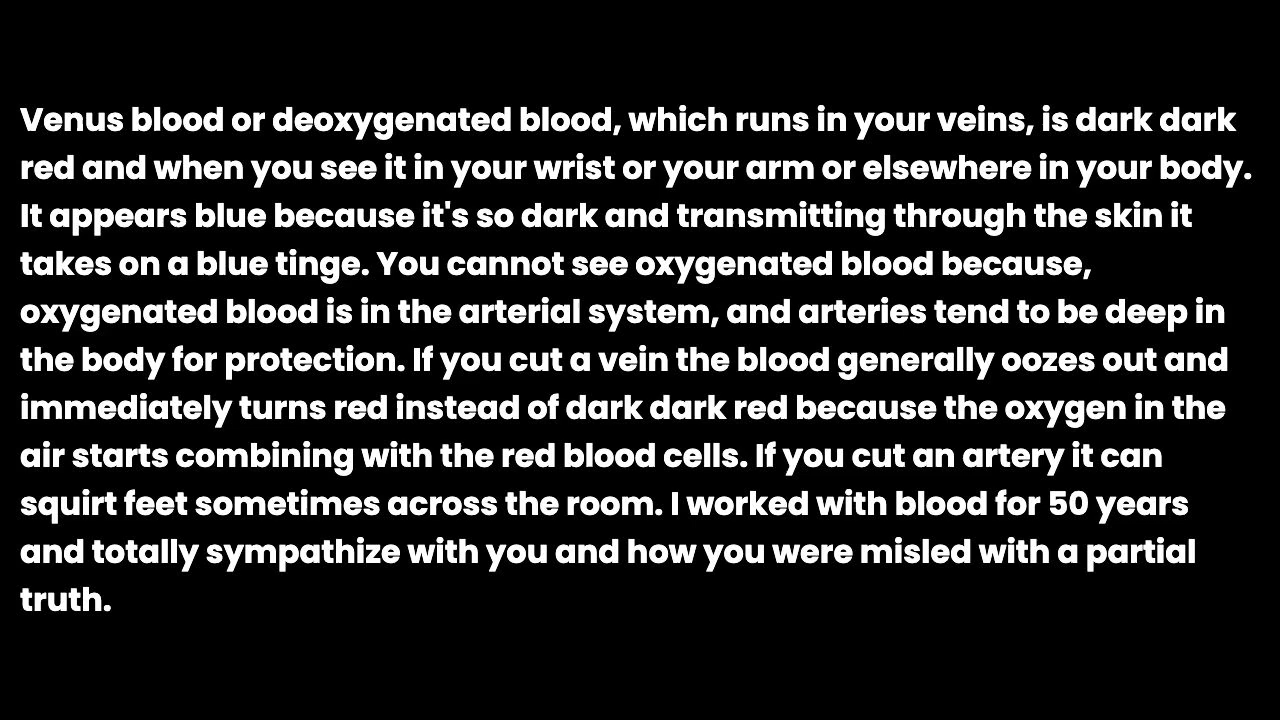 Venus blood or deoxygenated blood, which runs in your veins, is dark dark
red and when you see it in your wrist or your arm or elsewhere in your body.
It appears blue because it's so dark and transmitting through the skin it
takes on a blue tinge. You cannot see oxygenated blood because,
oxygenated blood is in the arterial system, and arteries tend to be deep in
the body for protection. If you cut a vein the blood generally oozes out and
immediately turns red instead of dark dark red because the oxygen in the
air starts combining with the red blood cells. If you cut an artery it can
squirt feet sometimes across the room. I worked with blood for 50 years
and totally sympathize with you and how you were misled with a partial
truth.